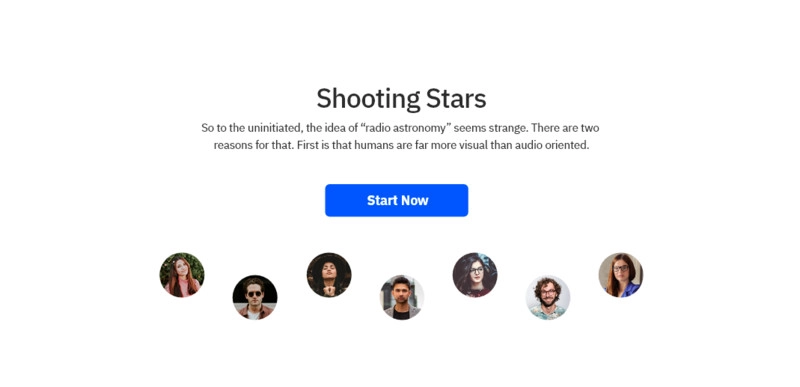 Shooting Stars
So to the uninitiated, the idea of “radio astronomy” seems strange. There are two
reasons for that. First is that humans are far more visual than audio oriented.
Start Now